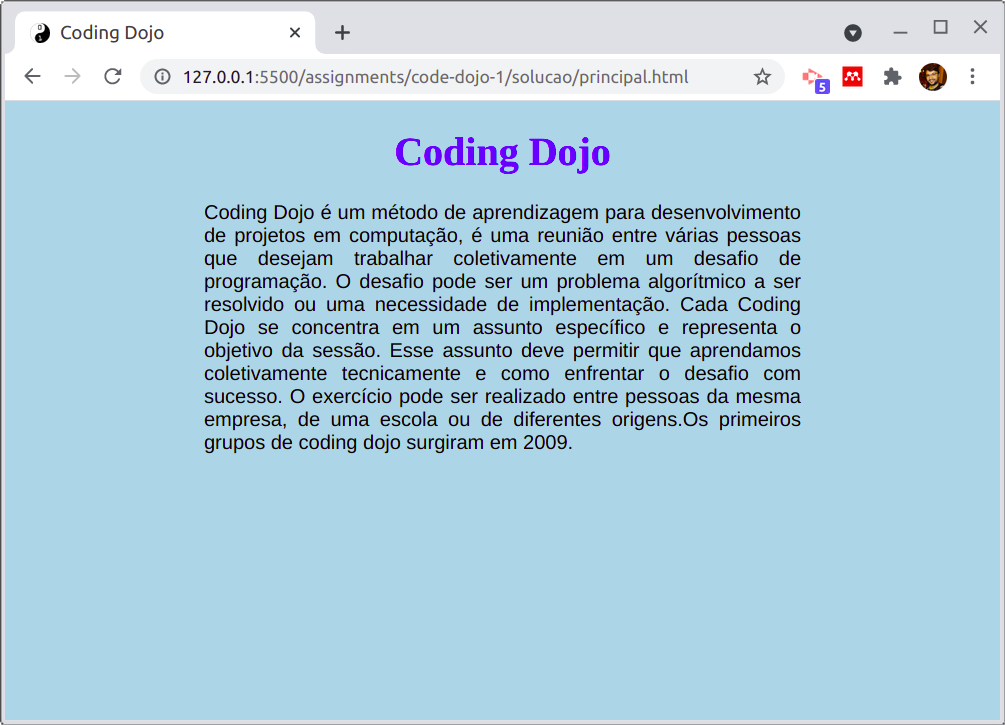 Coding Dojo
127.0.0.1:5500/assignments/code-dojo-1/solucao/principal.html
5
Coding Dojo
Coding Dojo é um método de aprendizagem para desenvolvimento
de projetos em computação, é uma reunião entre várias pessoas
que desejam trabalhar coletivamente em um desafio de
programação. O desafio pode ser um problema algorítmico a ser
resolvido ou uma necessidade de implementação. Cada Coding
Dojo se concentra em um assunto específico e representa o
objetivo da sessão. Esse assunto deve permitir que aprendamos
coletivamente tecnicamente e como enfrentar o desafio com
sucesso. O exercício pode ser realizado entre pessoas da mesma
empresa, de uma escola ou de diferentes origens.Os primeiros
grupos de coding dojo surgiram em 2009.